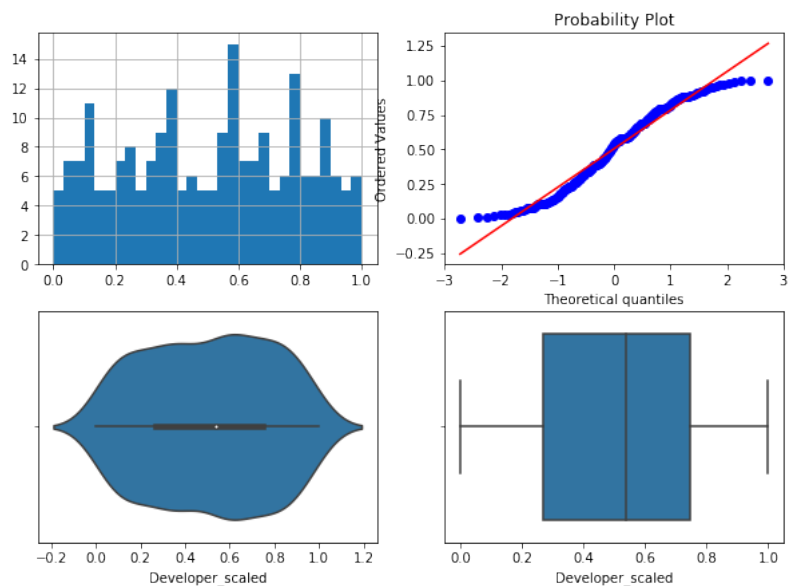 Probability Plot
14
12
10
8
6
4
2
0
0.0 0.2 0.4 0.6 0.8 1.0
Ordered Values
1.25
1.00
0.75
0.50
0.25
0.00
−0.25
−3 −2 −1 0 1 2 3
Theoretical quantiles
−0.2 0.0 0.2 0.4 0.6 0.8 1.0 1.2
Developer_scaled
0.0 0.2 0.4 0.6 0.8 1.0
Developer_scaled